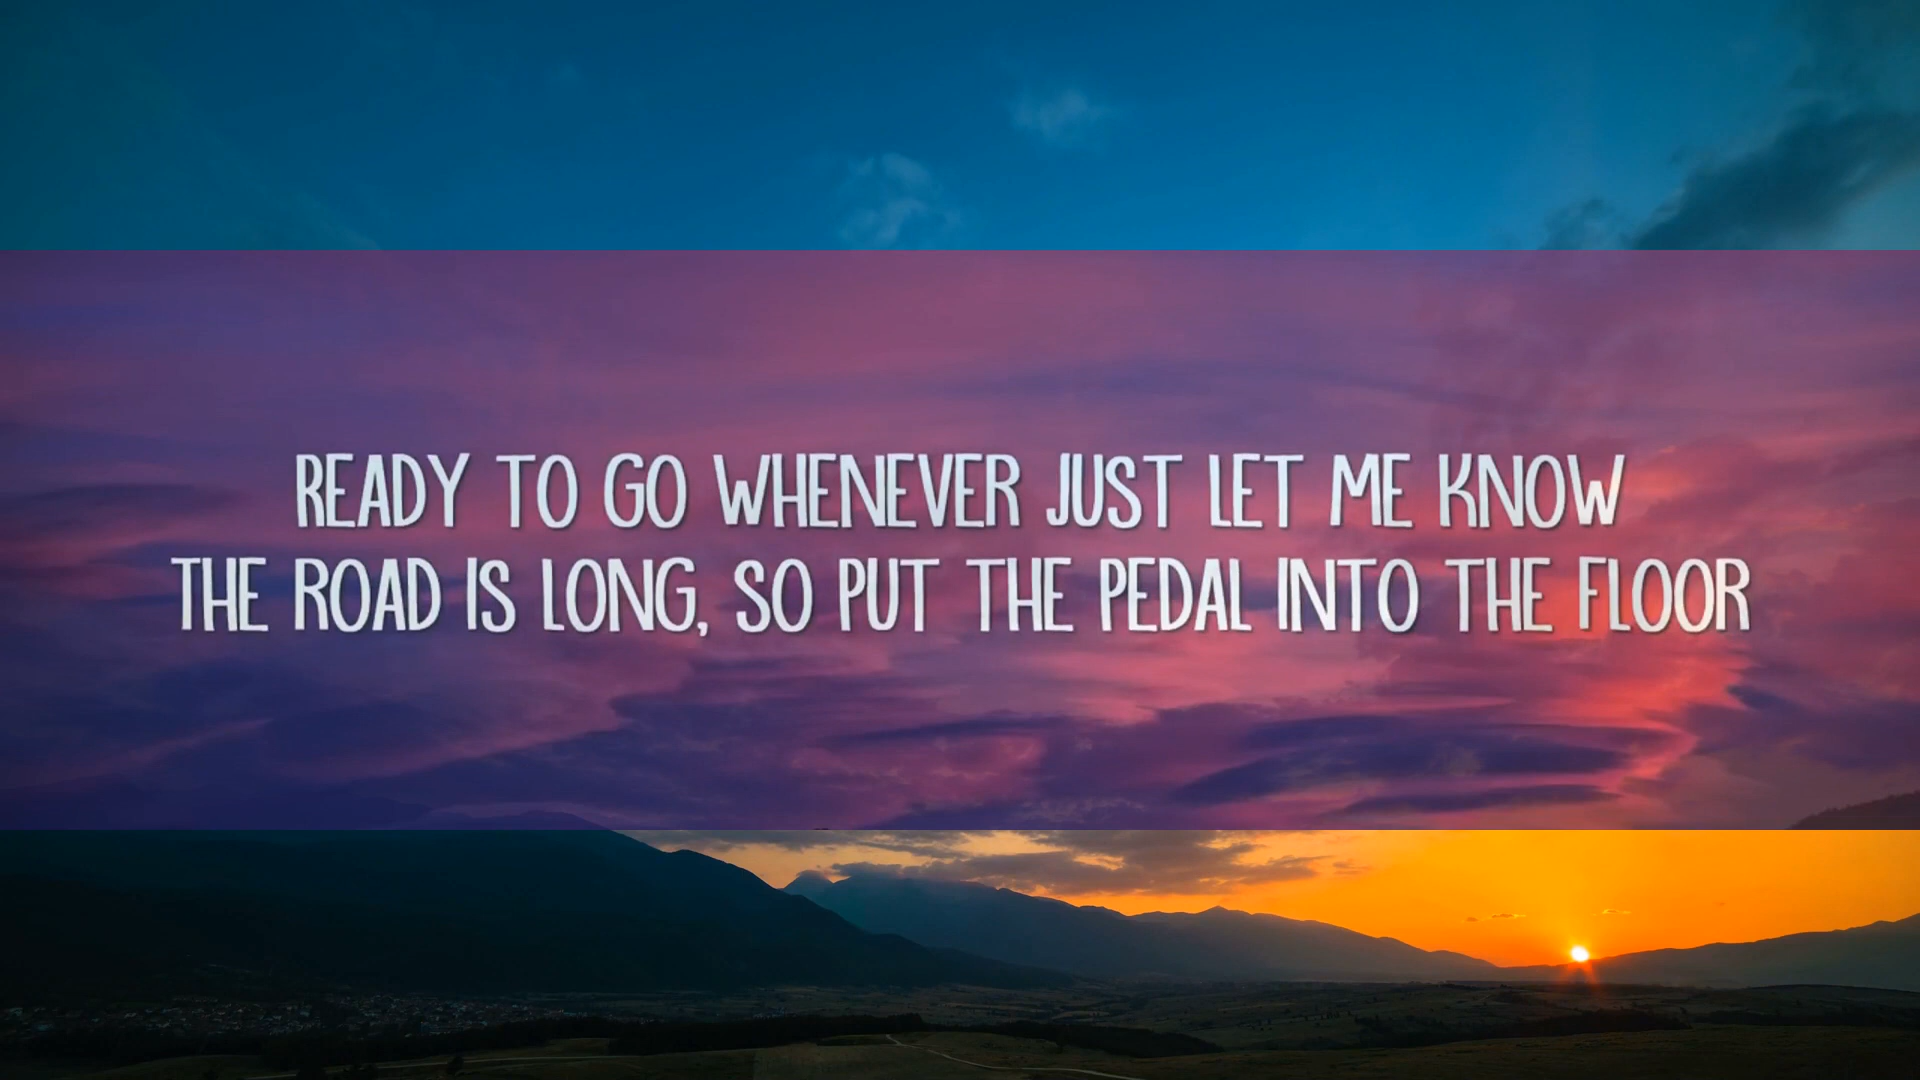 READY TO GO WHENEVER JUST LET ME KNOW
THE ROAD IS LONG, SO PUT THE PEDAL INTO THE FLOOR